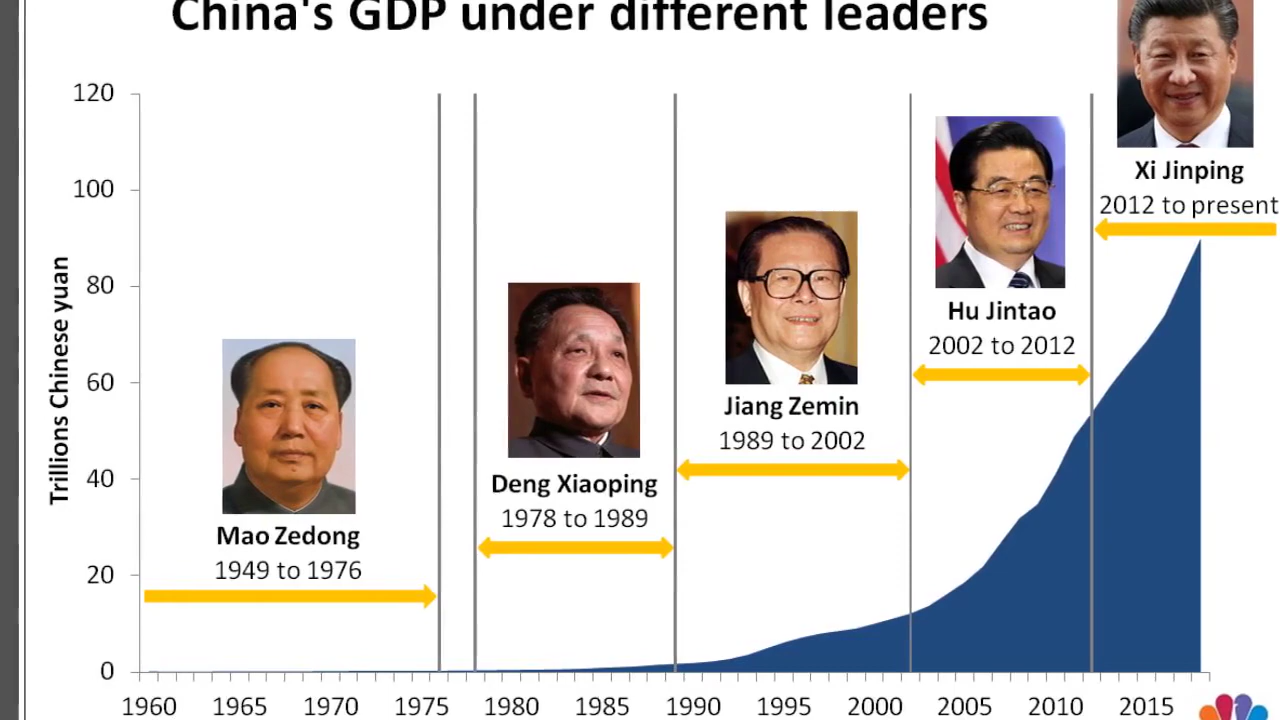 China's GDP under different leaders
Trillions Chinese yuan
120
100
80
60
40
20
0
Mao Zedong
1949 to 1976
Deng Xiaoping
1978 to 1989
Jiang Zemin
1989 to 2002
Hu Jintao
2002 to 2012
Xi Jinping
2012 to present
1960 1965 1970 1975 1980 1985 1990 1995 2000 2005 2010 2015